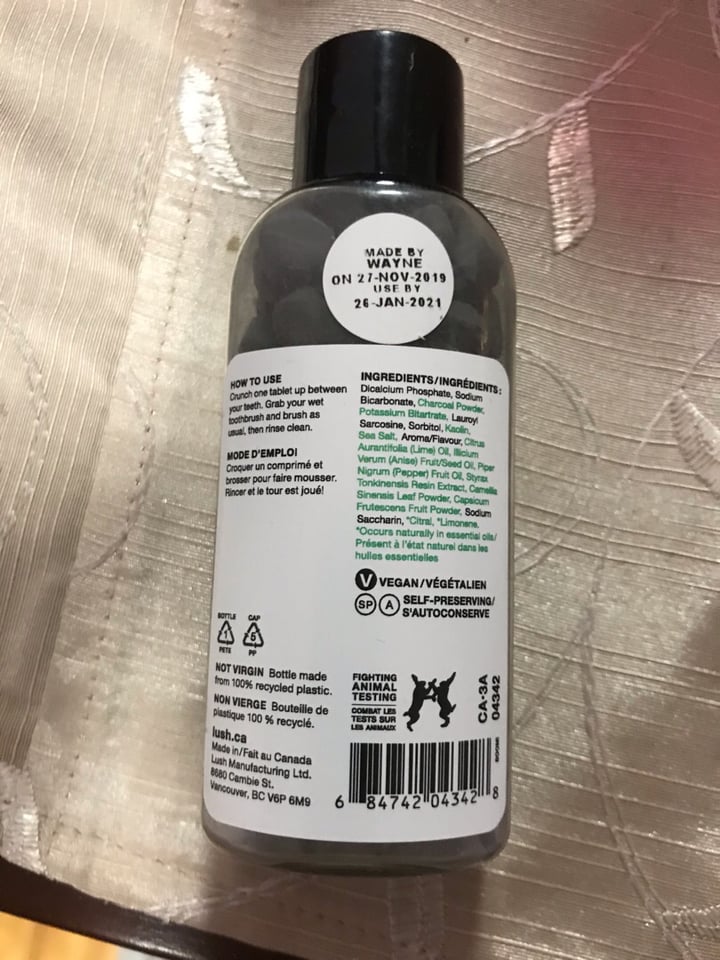 MADE BY
WAYNE
ON 27-NOV-2019
USE BY
26-JAN-2021
HOW TO USE
Crunch one tablet up between
your teeth. Grab your wet
toothbrush and brush as
usual, then rinse clean.
MODE D'EMPLOI
Croquer un comprimé et
brosser pour faire mousser.
Rincer et le tour est joué!
INGREDIENTS/INGRÉDIENTS:
Dicalcium Phosphate, Sodium
Bicarbonate, Charcoal Powder,
Potassium Bitartrate, Lauroyl
Sarcosine, Sorbitol, Kaolin,
Sea Salt, Aroma/Flavour, Citrus
Aurantifolia (Lime) Oil, Illicium
Verum (Anise) Fruit/Seed Oil, Piper
Nigrum (Pepper) Fruit Oil, Styrax
Tonkinensis Resin Extract, Camellia
Sinensis Leaf Powder, Capsicum
Frutescens Fruit Powder, Sodium
Saccharin, *Citral, *Limonene.
*Occurs naturally in essential oils/
Présent à l'état naturel dans les
huiles essentielles
V VEGAN/VÉGÉTALIEN
SP A SELF-PRESERVING/
S'AUTOCONSERVE
BOTTLE
1
PETE
CAP
5
PP
NOT VIRGIN Bottle made
from 100% recycled plastic.
NON VIERGE Bouteille de
plastique 100 % recyclé.
lush.ca
Made in/Fait au Canada
Lush Manufacturing Ltd.
8680 Cambie St.
Vancouver, BC V6P 6M9
FIGHTING
ANIMAL
TESTING
COMBAT LES
TESTS SUR
LES ANIMAUX
CA-3A
04342
6 84742 04342 8